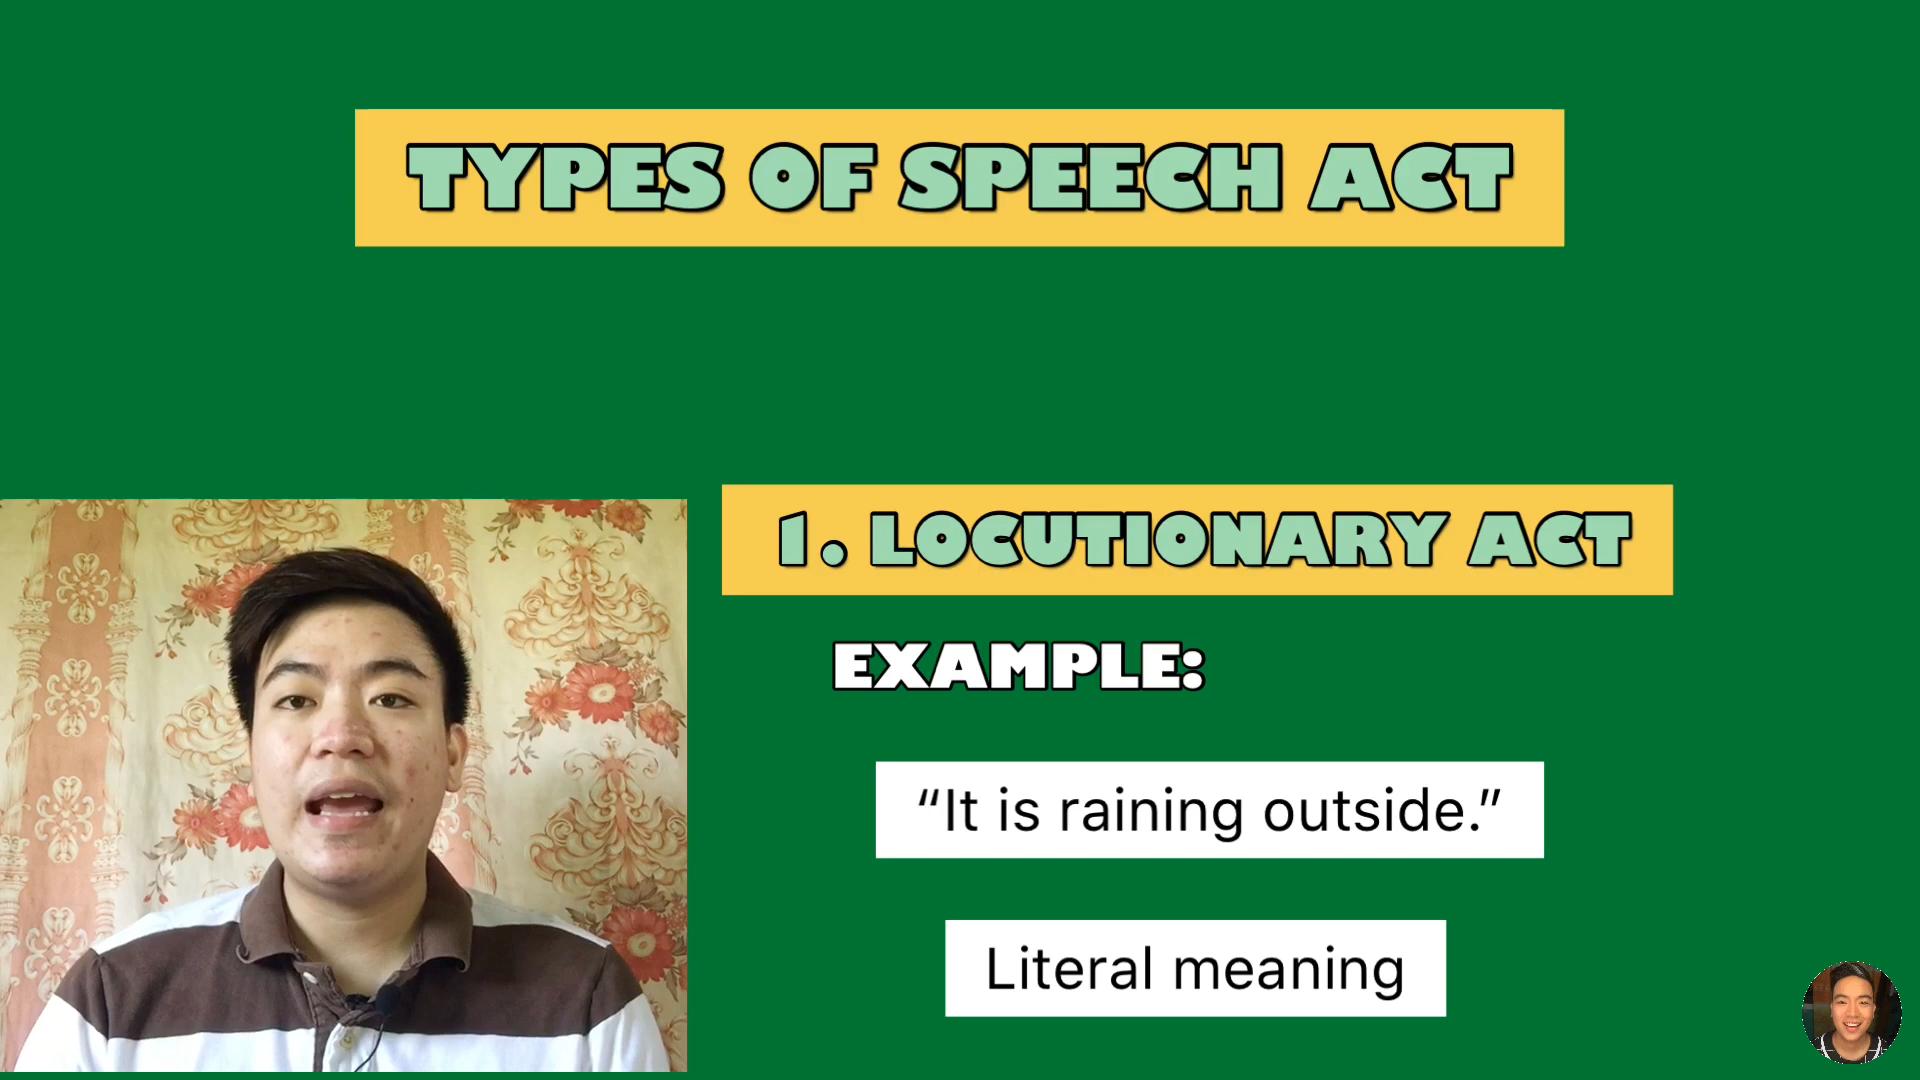 TYPES OF SPEECH ACT
1. LOCUTIONARY ACT
EXAMPLE:
“It is raining outside.”
Literal meaning